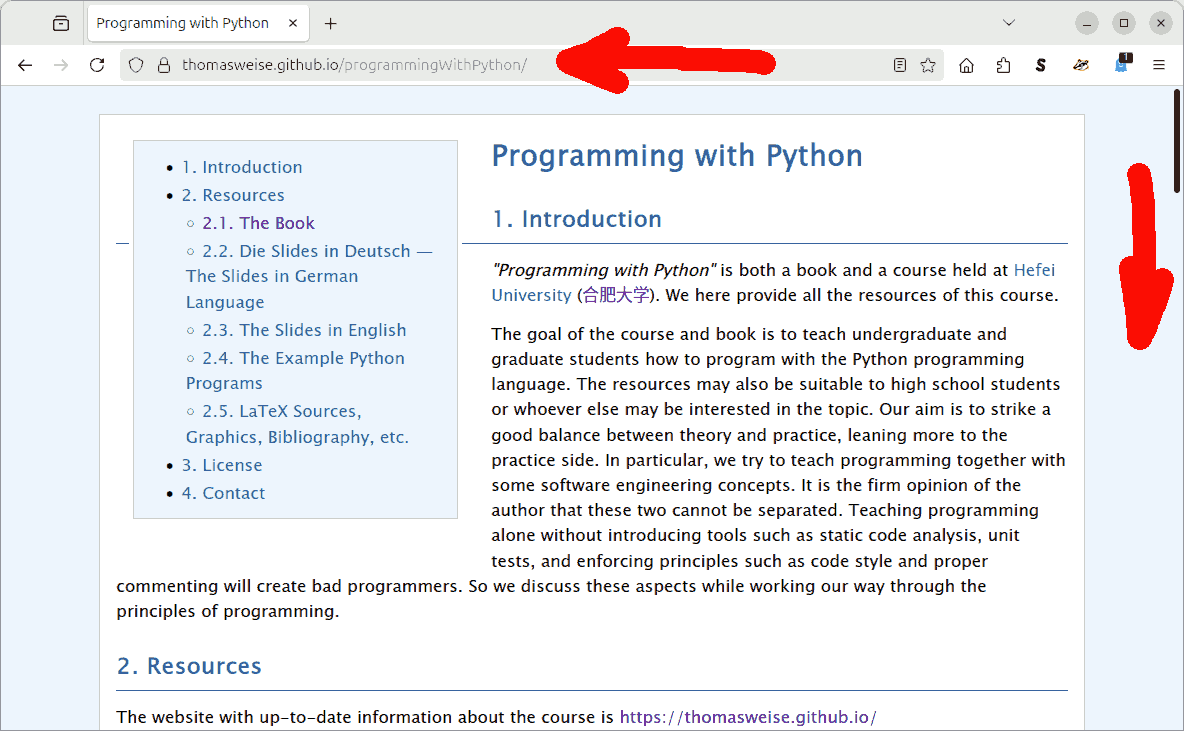 Programming with Python
thomasweise.github.io/programmingWithPython/
1
1. Introduction
2. Resources
2.1. The Book
2.2. Die Slides in Deutsch —
The Slides in German
Language
2.3. The Slides in English
2.4. The Example Python
Programs
2.5. LaTeX Sources,
Graphics, Bibliography, etc.
3. License
4. Contact
Programming with Python
1. Introduction
"Programming with Python" is both a book and a course held at Hefei
University (合肥大学). We here provide all the resources of this course.
The goal of the course and book is to teach undergraduate and
graduate students how to program with the Python programming
language. The resources may also be suitable to high school students
or whoever else may be interested in the topic. Our aim is to strike a
good balance between theory and practice, leaning more to the
practice side. In particular, we try to teach programming together with
some software engineering concepts. It is the firm opinion of the
author that these two cannot be separated. Teaching programming
alone without introducing tools such as static code analysis, unit
tests, and enforcing principles such as code style and proper
commenting will create bad programmers. So we discuss these aspects while working our way through the
principles of programming.
2. Resources
The website with up-to-date information about the course is https://thomasweise.github.io/